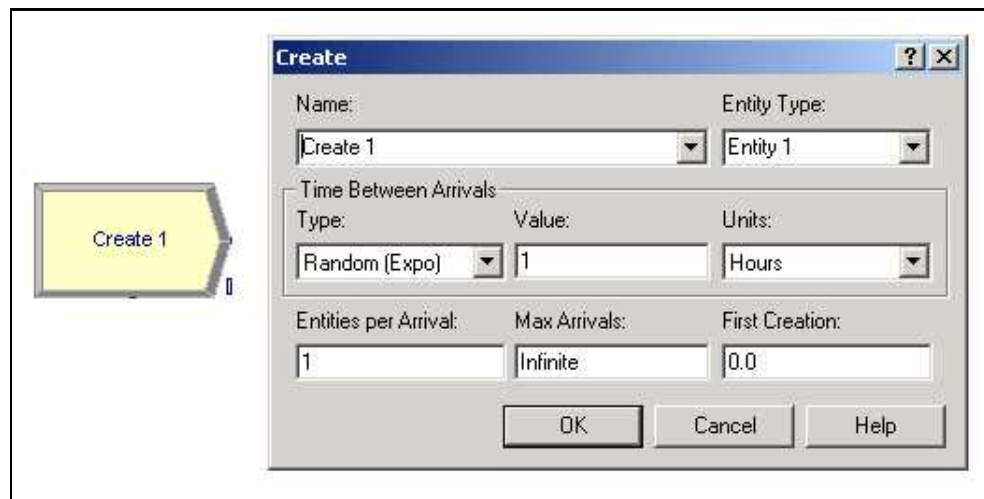 Create
Name:
Entity Type:
Create 1
Entity 1
Time Between Arrivals
Type:
Value:
Units:
Random (Expo)
1
Hours
Entities per Arrival:
Max Arrivals:
First Creation:
1
Infinite
0.0
OK
Cancel
Help
Create 1
0